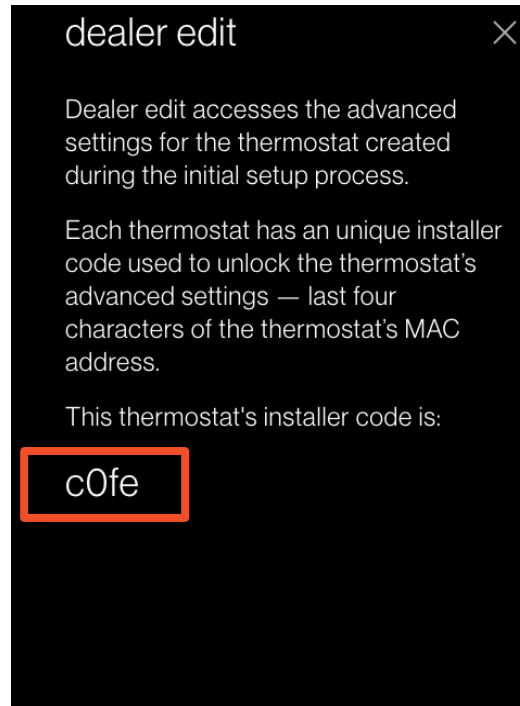 dealer edit
Dealer edit accesses the advanced
settings for the thermostat created
during the initial setup process.
Each thermostat has an unique installer
code used to unlock the thermostat's
advanced settings — last four
characters of the thermostat's MAC
address.
This thermostat's installer code is:
c0fe